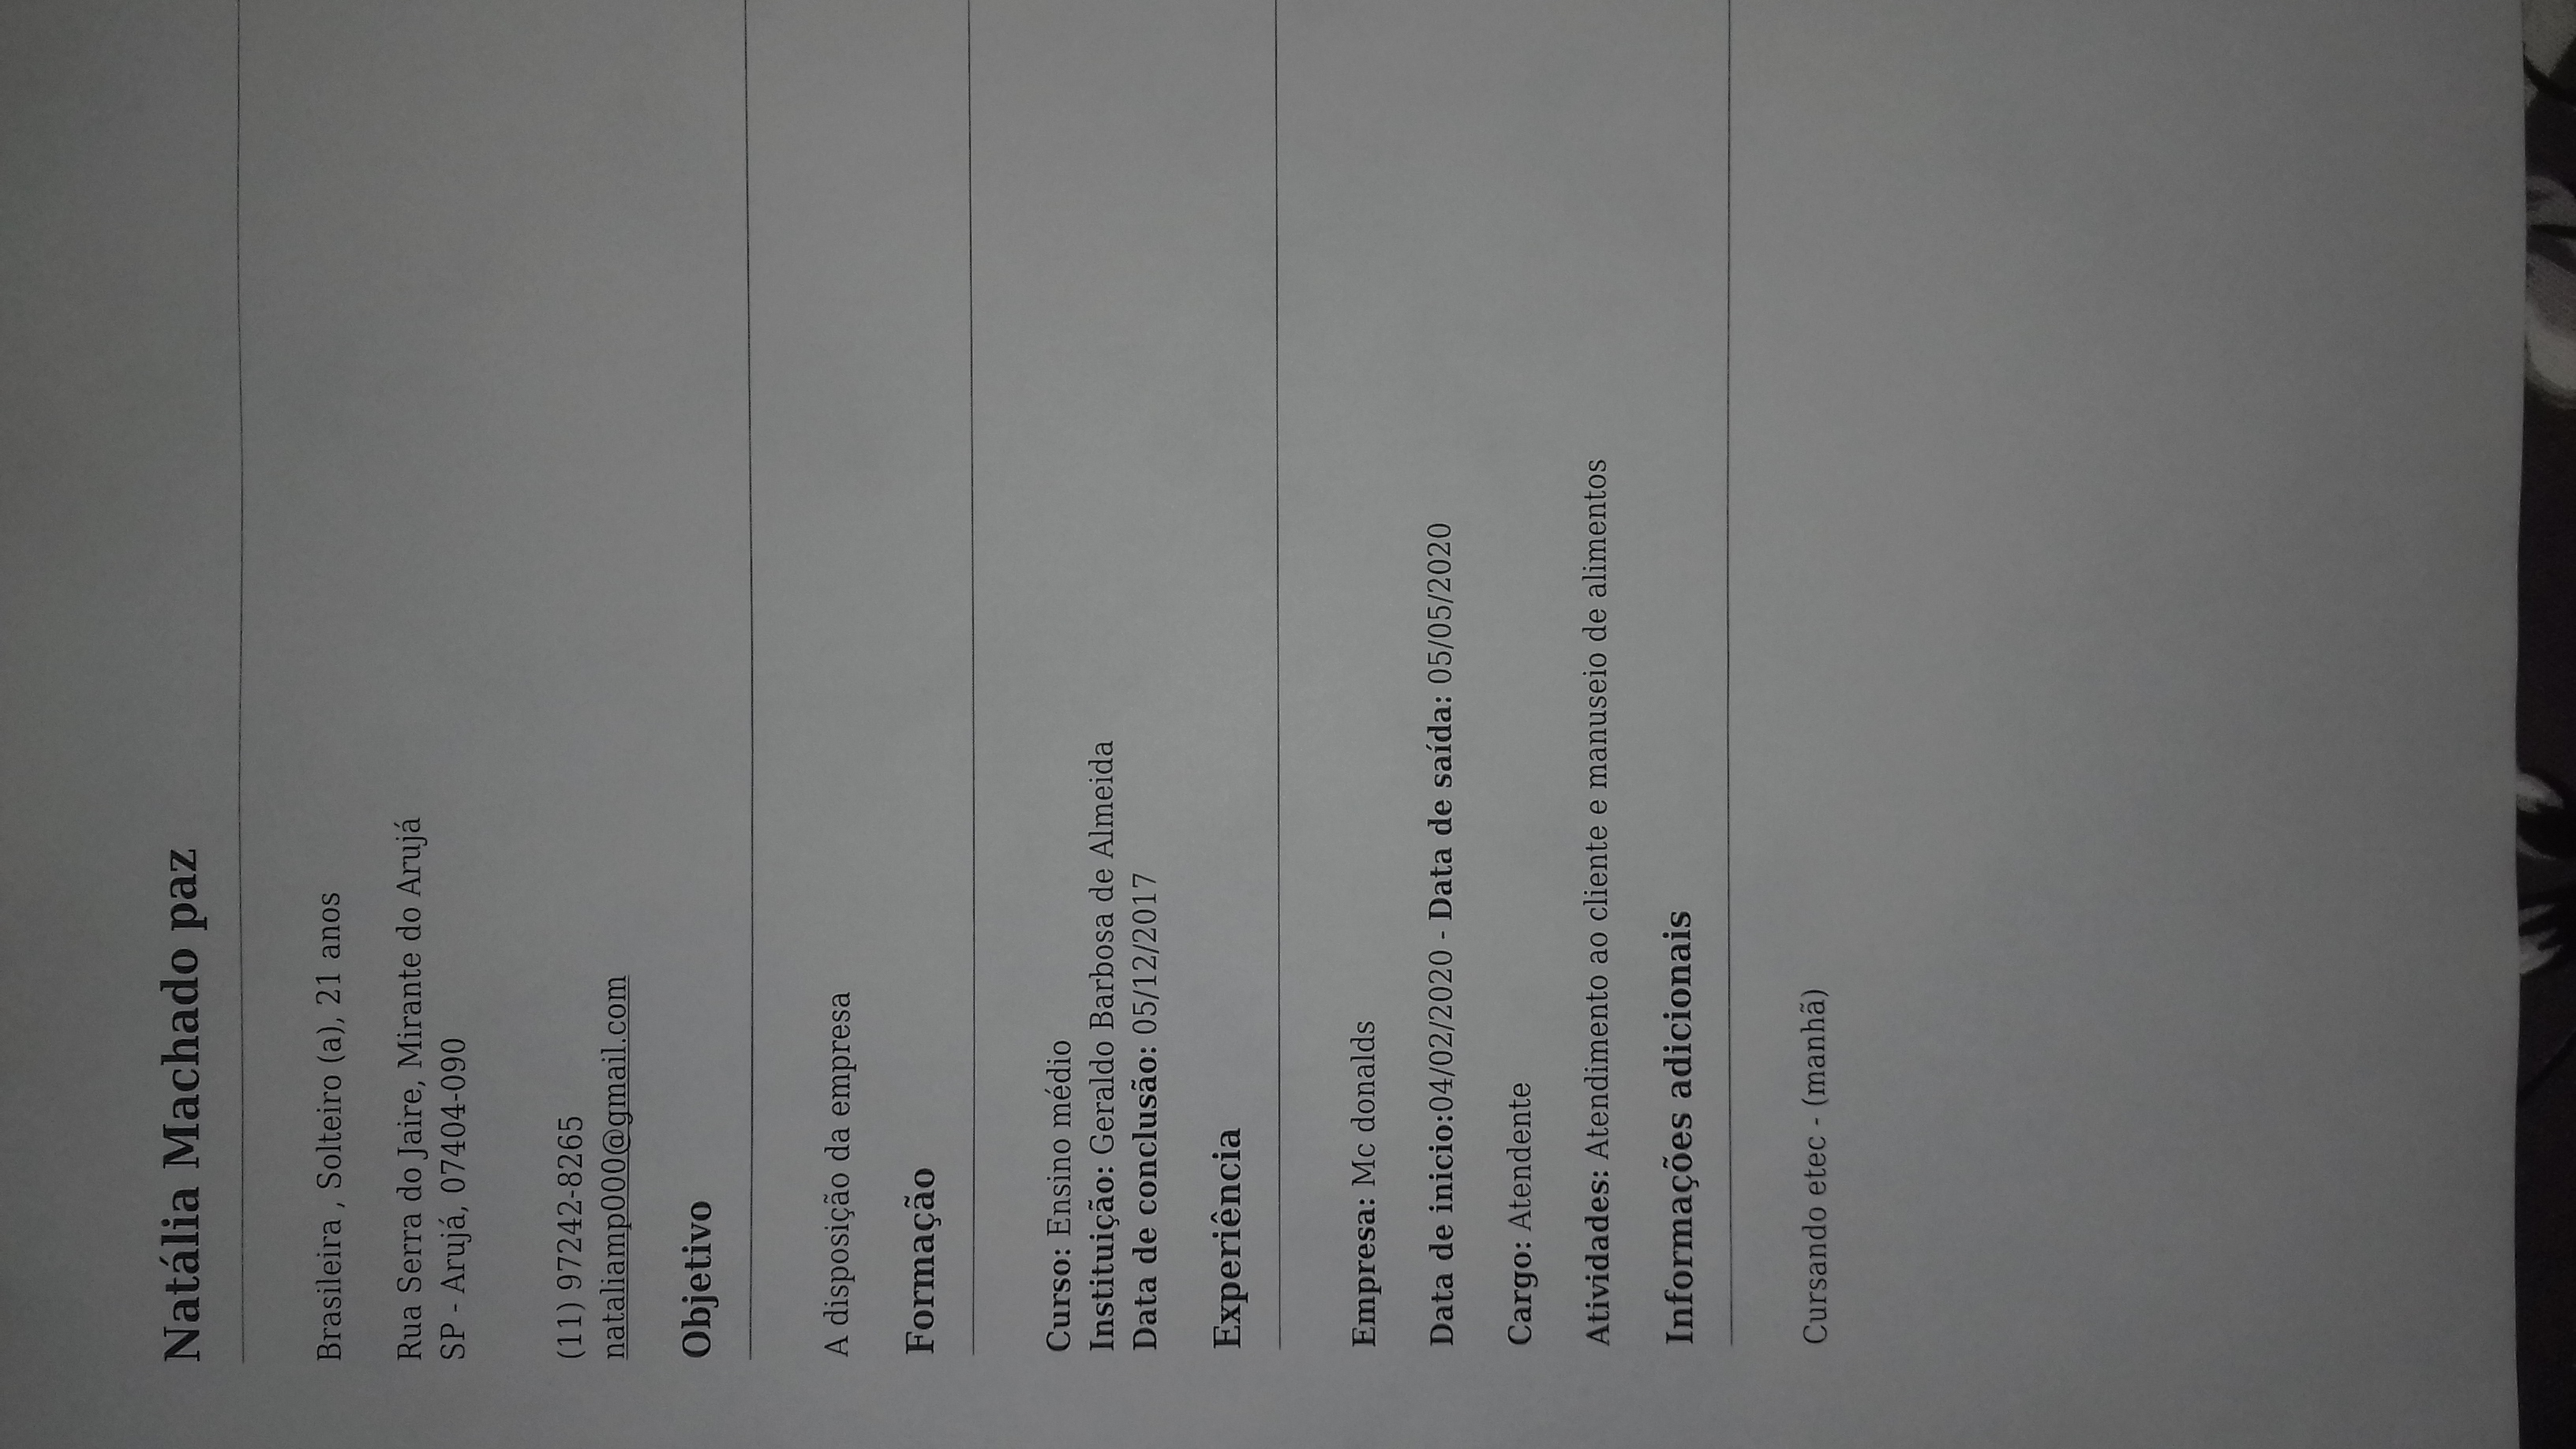 Natália Machado paz
Brasileira , Solteiro (a), 21 anos
Rua Serra do Jaire, Mirante do Arujá
SP - Arujá, 07404-090
(11) 97242-8265
nataliamp000@gmail.com
Objetivo
A disposição da empresa
Formação
Curso: Ensino médio
Instituição: Geraldo Barbosa de Almeida
Data de conclusão: 05/12/2017
Experiência
Empresa: Mc donalds
Data de inicio:04/02/2020 - Data de saída: 05/05/2020
Cargo: Atendente
Atividades: Atendimento ao cliente e manuseio de alimentos
Informações adicionais
Cursando etec - (manhã)